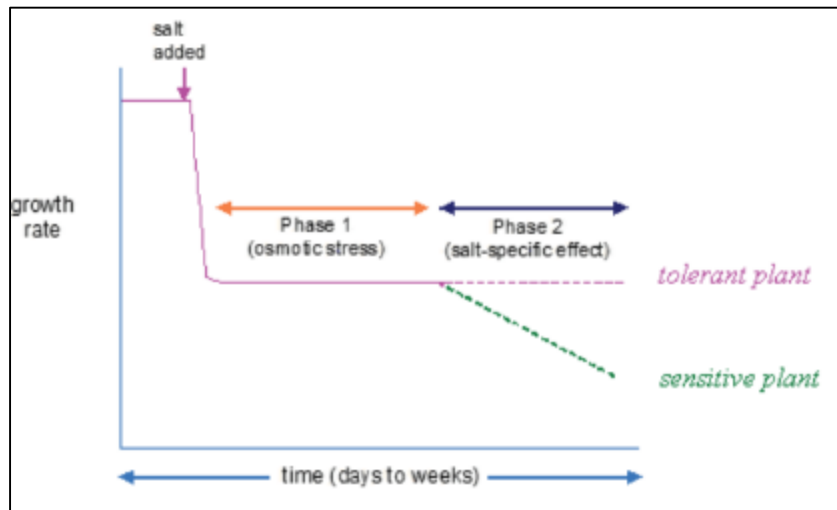 salt
added
growth
rate
Phase 1
(osmotic stress)
Phase 2
(salt-specific effect)
tolerant plant
sensitive plant
time (days to weeks)